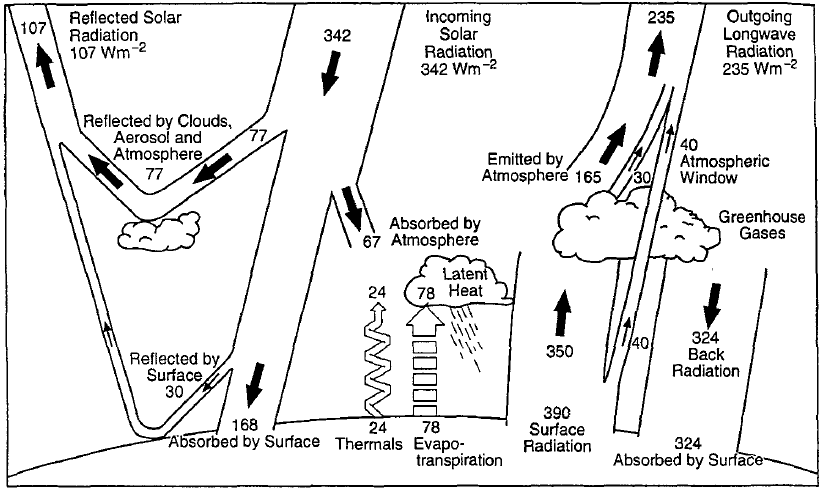 107
Reflected Solar
Radiation
107 Wm−2
342
Incoming
Solar
Radiation
342 Wm−2
235
Outgoing
Longwave
Radiation
235 Wm−2
Reflected by Clouds,
Aerosol and
Atmosphere
77
77
Emitted by
Atmosphere
165
30
40
Atmospheric
Window
Greenhouse
Gases
67
Absorbed by
Atmosphere
Latent
Heat
24
78
350
40
324
Back
Radiation
Reflected by
Surface
30
168
Absorbed by Surface
24
Thermals
78
Evapo-
transpiration
390
Surface
Radiation
324
Absorbed by Surface